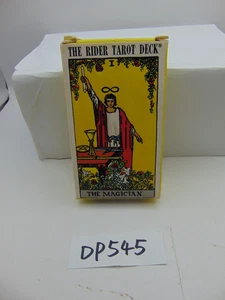 THE RIDER TAROT DECK®
I
THE MAGICIAN.
DP545